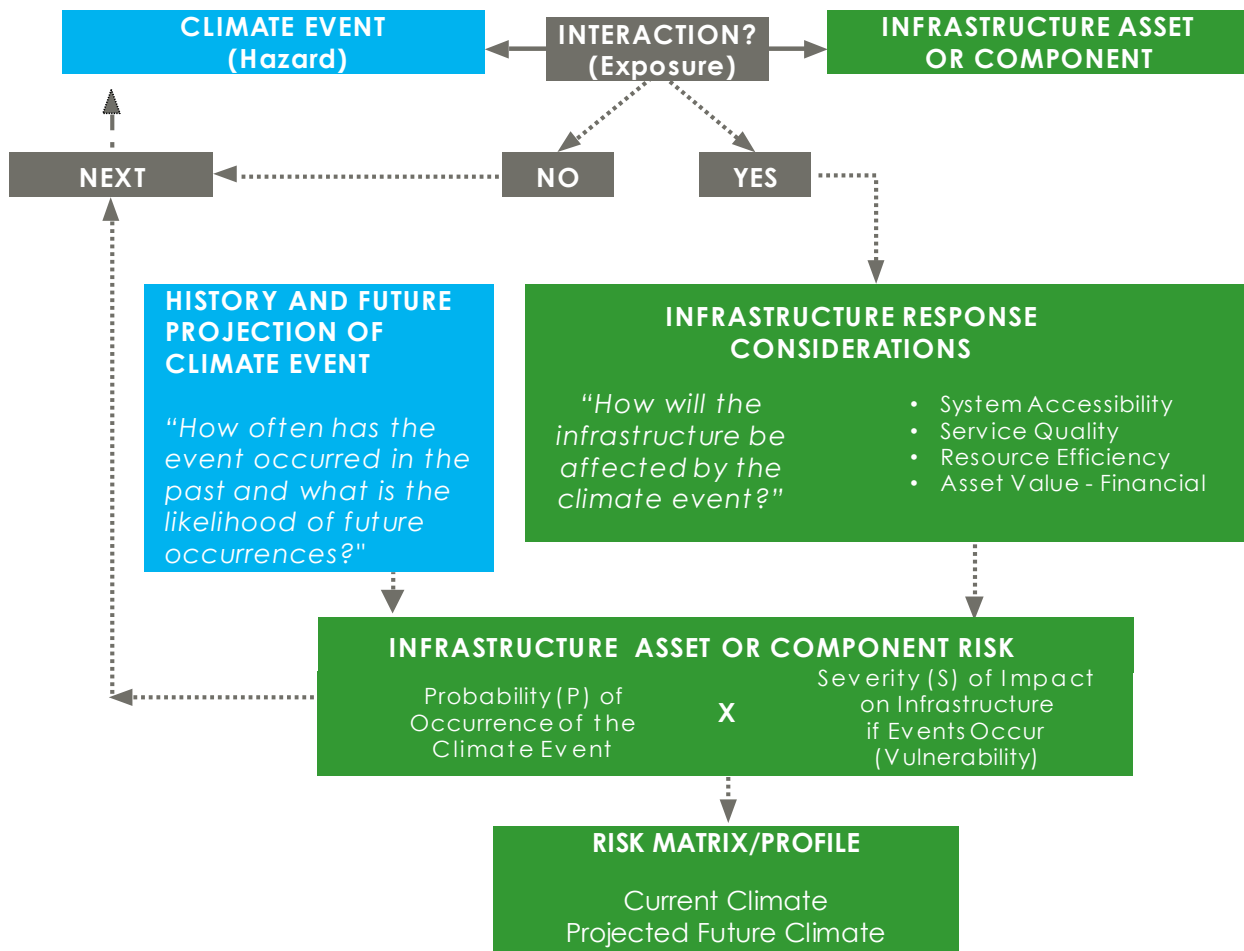 CLIMATE EVENT
(Hazard)
INTERACTION?
(Exposure)
INFRASTRUCTURE ASSET
OR COMPONENT
NEXT
NO
YES
HISTORY AND FUTURE
PROJECTION OF
CLIMATE EVENT
“How often has the
event occurred in the
past and what is the
likelihood of future
occurrences?"
INFRASTRUCTURE RESPONSE
CONSIDERATIONS
“How will the
infrastructure be
affected by the
climate event?”
• System Accessibility
• Service Quality
• Resource Efficiency
• Asset Value - Financial
INFRASTRUCTURE ASSET OR COMPONENT RISK
Probability (P) of
Occurrence of the
Climate Event
X
Severity (S) of Impact
on Infrastructure
if Events Occur
(Vulnerability)
RISK MATRIX/PROFILE
Current Climate
Projected Future Climate